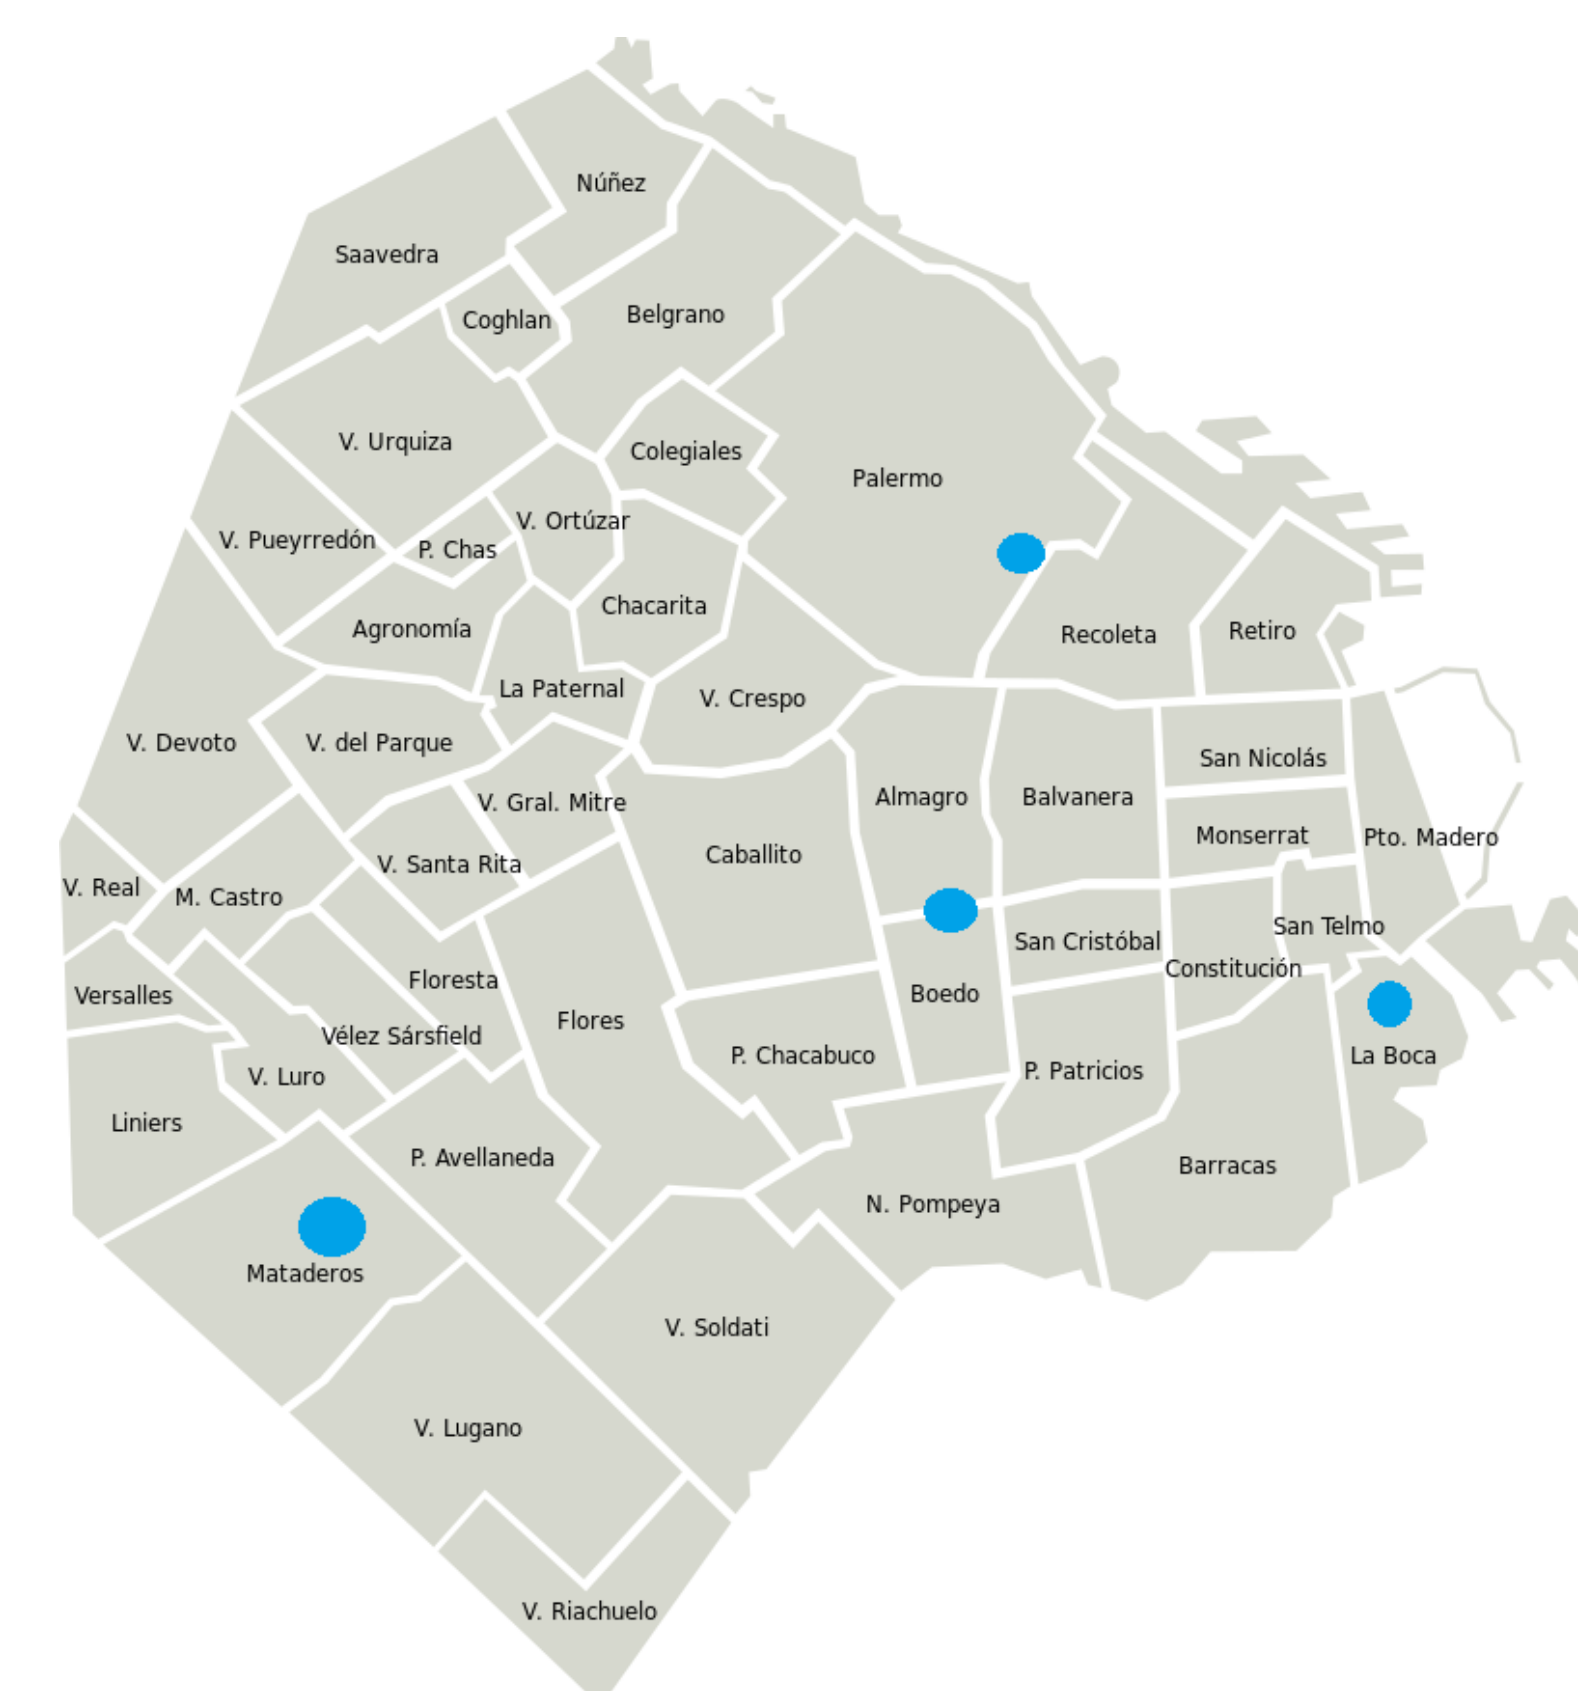 Núñez
Saavedra
Belgrano
Coghlan
V. Urquiza
Colegiales
Palermo
V. Ortúzar
V. Pueyrredón
P. Chas
Chacarita
Agronomía
Recoleta
Retiro
La Paternal
V. Crespo
V. Devoto
V. del Parque
San Nicolás
V. Gral. Mitre
Almagro
Balvanera
Monserrat
Pto. Madero
Caballito
V. Santa Rita
V. Real
M. Castro
San Telmo
San Cristóbal
Constitución
Floresta
Versalles
Boedo
Flores
Vélez Sársfield
P. Chacabuco
La Boca
P. Patricios
V. Luro
Liniers
P. Avellaneda
Barracas
N. Pompeya
Mataderos
V. Soldati
V. Lugano
V. Riachuelo